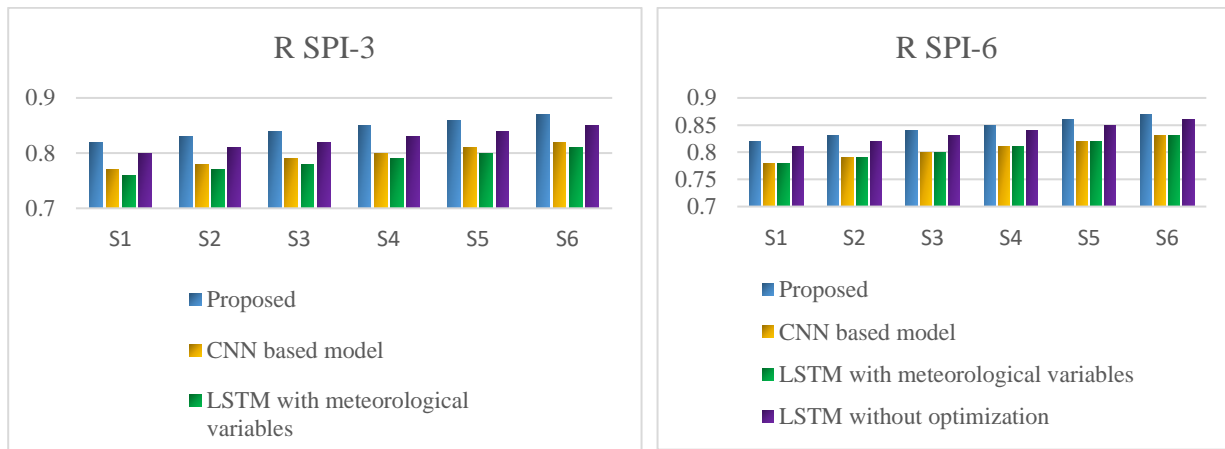 R SPI-3
0.9
0.8
0.7
S1 S2 S3 S4 S5 S6
Proposed
CNN based model
LSTM with meteorological
variables
R SPI-6
0.9
0.85
0.8
0.75
0.7
S1 S2 S3 S4 S5 S6
Proposed
CNN based model
LSTM with meteorological variables
LSTM without optimization